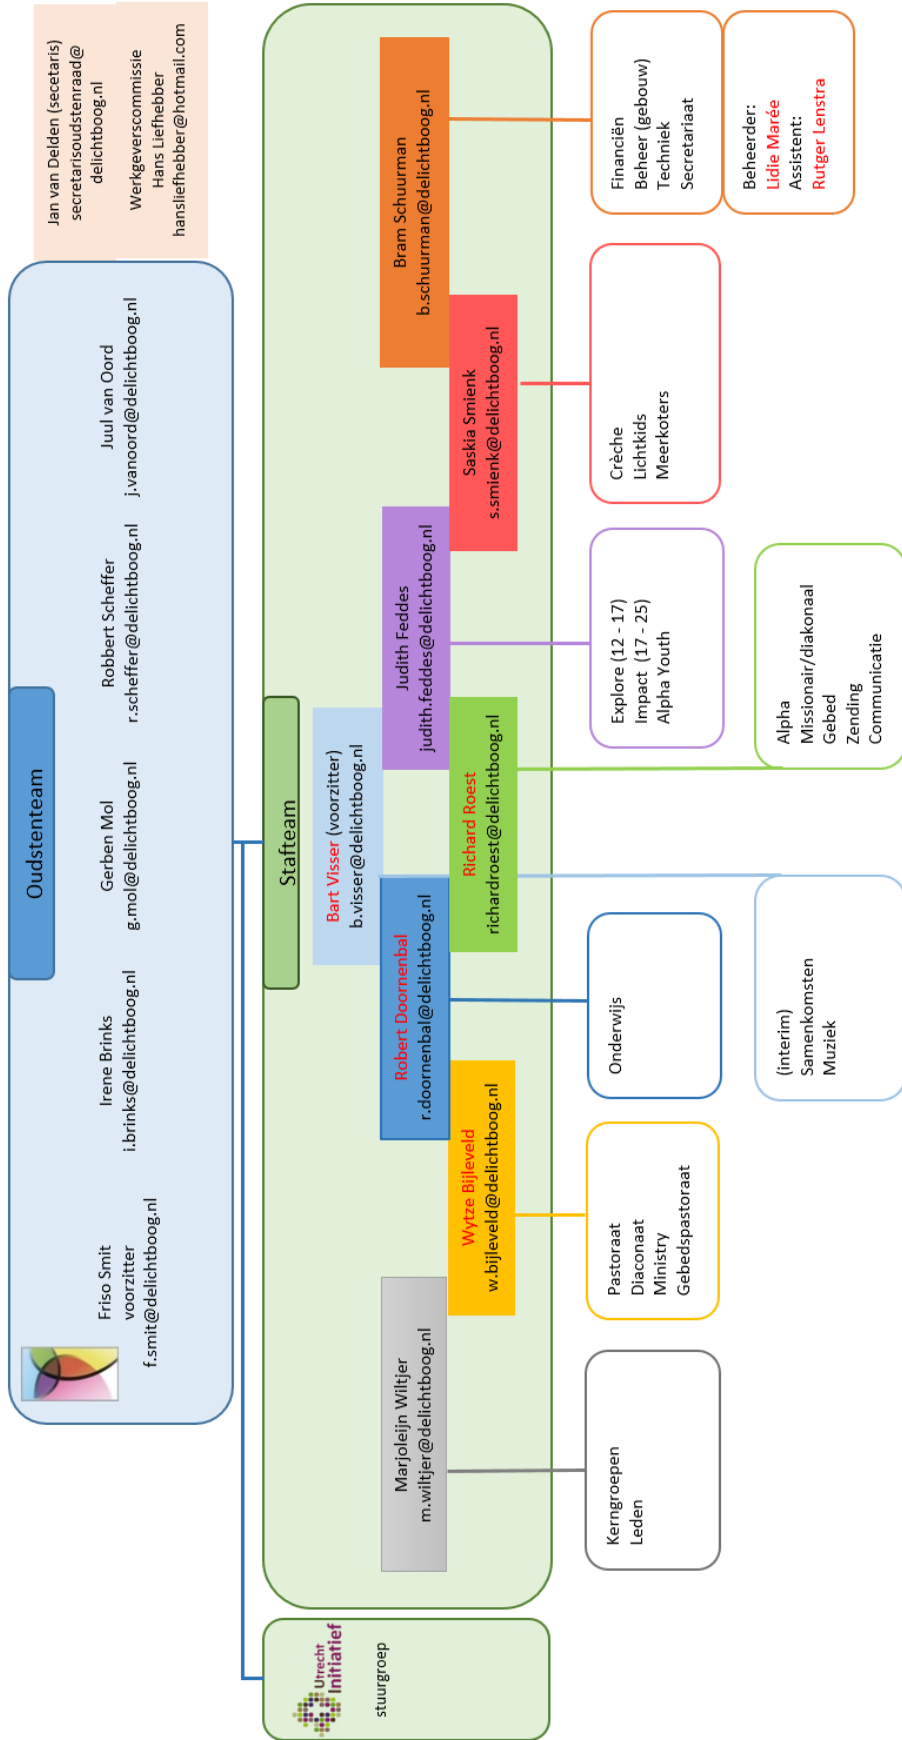 Oudstenteam
Friso Smit
voorzitter
f.smit@delichtboog.nl
Irene Brinks
i.brinks@delichtboog.nl
Gerben Mol
g.mol@delichtboog.nl
Robbert Scheffer
r.scheffer@delichtboog.nl
Juul van Oord
j.vanoord@delichtboog.nl
Jan van Delden (secetaris)
secretarisoudstenraad@
delichtboog.nl
Werkgeverscommissie
Hans Liefhebber
hansliefhebber@hotmail.com
Utrecht
Initiatief
stuurgroep
Stafteam
Bart Visser (voorzitter)
b.visser@delichtboog.nl
Marjoleijn Wiltjer
m.wiltjer@delichtboog.nl
Wytze Bijleveld
w.bijleveld@delichtboog.nl
Robert Doornenbal
r.doornenbal@delichtboog.nl
Richard Roest
richardroest@delichtboog.nl
Judith Feddes
judith.feddes@delichtboog.nl
Saskia Smienk
s.smienk@delichtboog.nl
Bram Schuurman
b.schuurman@delichtboog.nl
Kerngroepen
Leden
Pastoraat
Diaconaat
Ministry
Gebedspastoraat
Onderwijs
(interim)
Samenkomsten
Muziek
Explore (12 - 17)
Impact (17 - 25)
Alpha Youth
Alpha
Missionair/diakonaal
Gebed
Zending
Communicatie
Crèche
Lichtkids
Meerkoters
Financiën
Beheer (gebouw)
Techniek
Secretariaat
Beheerder:
Lidie Marée
Assistent:
Rutger Lenstra